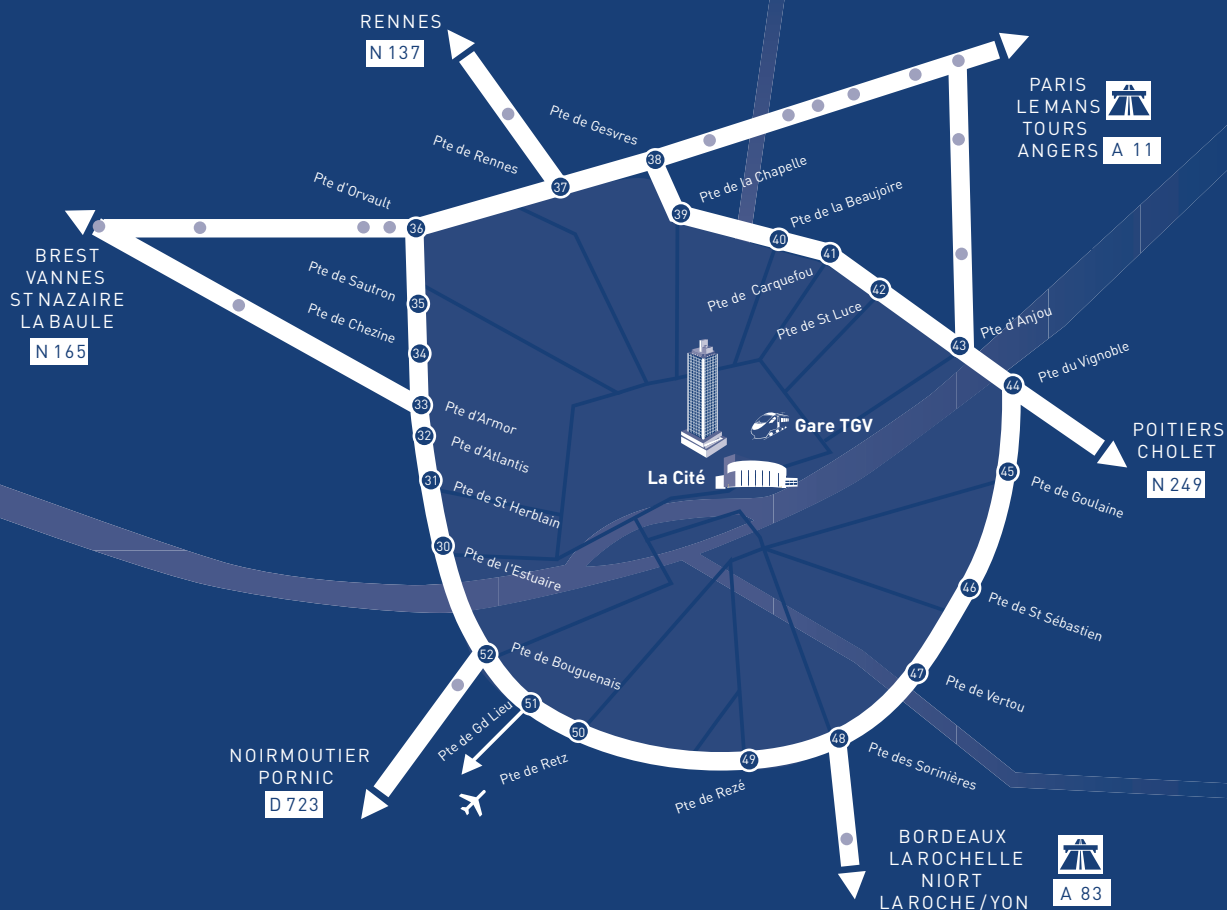 RENNES
N 137
PARIS
LE MANS
TOURS
ANGERS
A 11
Pte de Gesvres
38
Pte de Rennes
37
Pte de la Chapelle
39
Pte d'Orvault
36
Pte de la Beaujoire
40
41
BREST
VANNES
ST NAZAIRE
LA BAULE
N 165
Pte de Sautron
35
Pte de Carquefou
42
Pte de Chezine
34
Pte de St Luce
Pte d'Anjou
43
Pte du Vignoble
44
33
Pte d'Armor
32
Pte d'Atlantis
Gare TGV
POITIERS
CHOLET
N 249
31
Pte de St Herblain
La Cité
45
Pte de Goulaine
30
Pte de l'Estuaire
46
Pte de St Sébastien
52
Pte de Bouguenais
47
Pte de Vertou
51
Pte de Gd Lieu
50
Pte de Retz
49
Pte de Rezé
48
Pte des Sorinières
NOIRMOUTIER
PORNIC
D 723
BORDEAUX
LA ROCHELLE
NIORT
LA ROCHE/YON
A 83